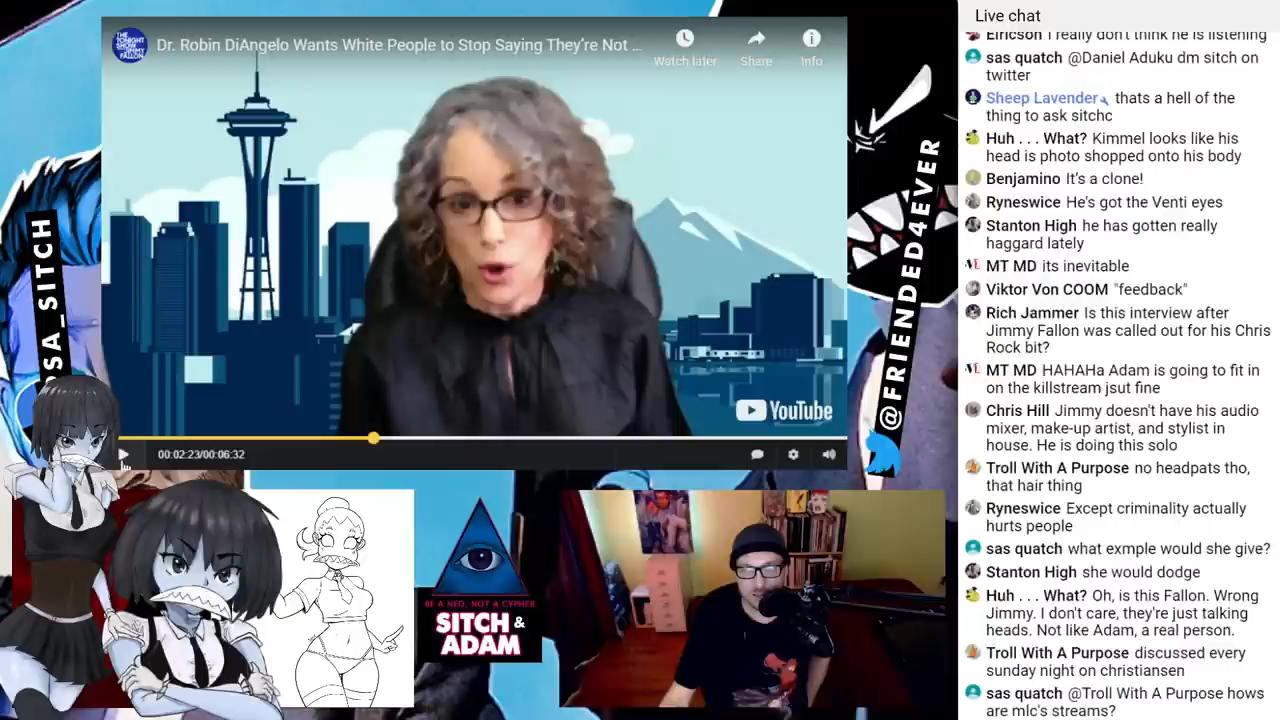 THE TONIGHT SHOW JIMMY FALLON
Dr. Robin DiAngelo Wants White People to Stop Saying They're Not ...
Watch later
Share
Info
YouTube
00:02:23/00:06:32
SA_SITCH
@FRIENDED4EVER
BE A NEO, NOT A CYPHER
SITCH &
ADAM
Live chat
Elricson I really don't think he is listening
sas quatch @Daniel Aduku dm sitch on
twitter
Sheep Lavender thats a hell of the
thing to ask sitchc
Huh . . . What? Kimmel looks like his
head is photo shopped onto his body
Benjamino It's a clone!
Ryneswice He's got the Venti eyes
Stanton High he has gotten really
haggard lately
MT MD its inevitable
Viktor Von COOM "feedback"
Rich Jammer Is this interview after
Jimmy Fallon was called out for his Chris
Rock bit?
MT MD HAHAHa Adam is going to fit in
on the killstream jsut fine
Chris Hill Jimmy doesn't have his audio
mixer, make-up artist, and stylist in
house. He is doing this solo
Troll With A Purpose no headpats tho,
that hair thing
Ryneswice Except criminality actually
hurts people
sas quatch what exmple would she give?
Stanton High she would dodge
Huh . . . What? Oh, is this Fallon. Wrong
Jimmy. I don't care, they're just talking
heads. Not like Adam, a real person.
Troll With A Purpose discussed every
sunday night on christiansen
sas quatch @Troll With A Purpose hows
are mlc's streams?